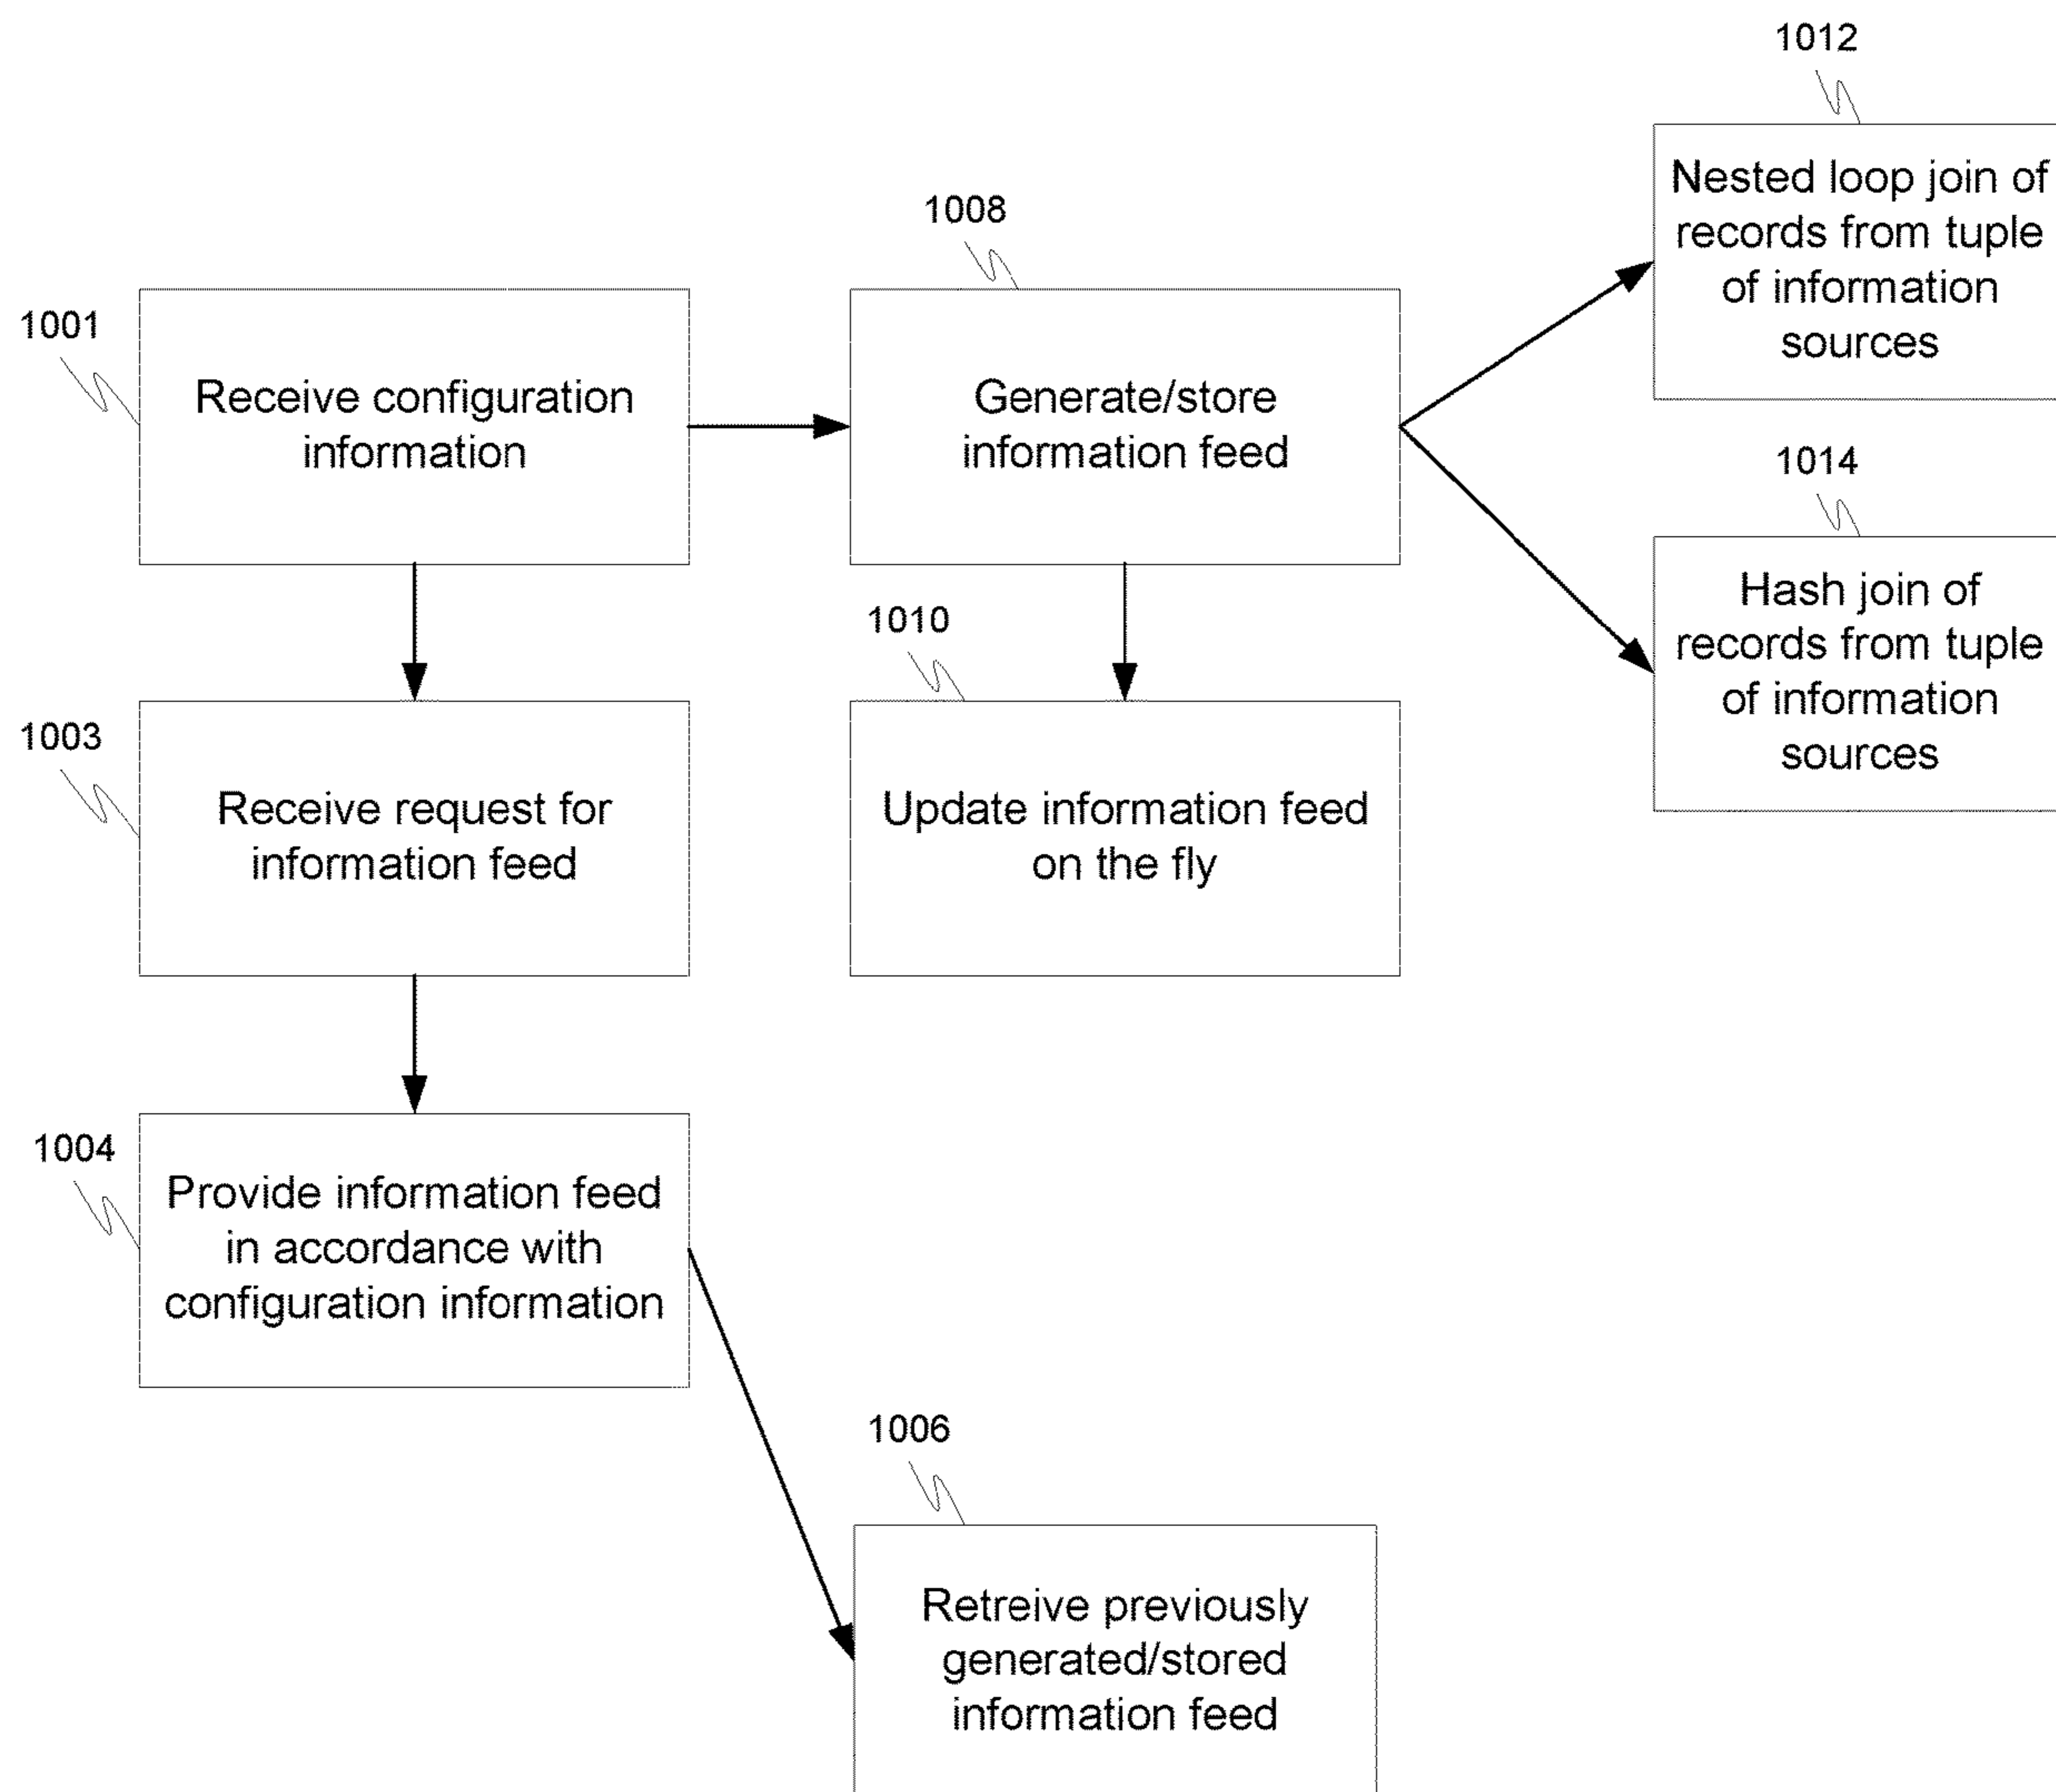 1012
Nested loop join of
records from tuple
of information
sources
1008
1001
Receive configuration
information
Generate/store
information feed
1014
Hash join of
records from tuple
of information
sources
1010
1003
Receive request for
information feed
Update information feed
on the fly
1004
Provide information feed
in accordance with
configuration information
1006
Retreive previously
generated/stored
information feed